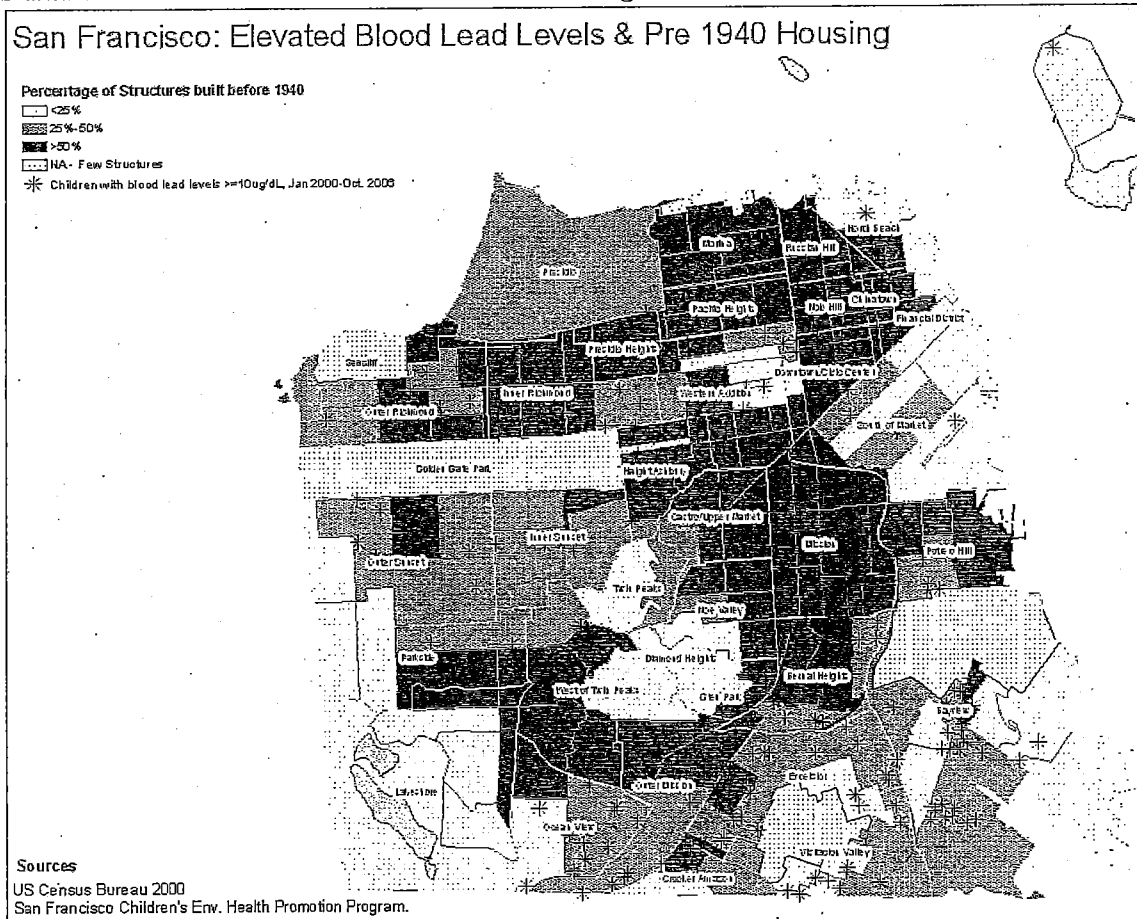 San Francisco: Elevated Blood Lead Levels & Pre 1940 Housing
Percentage of Structures built before 1940
<25%
25%-50%
>50%
NA - Few Structures
Children with blood lead levels >=10ug/dL, Jan 2000-Oct. 2003
North Beach
Marina
Russian Hill
Presidio
Chinatown
Nob Hill
Pacific Heights
Financial District
Presidio Heights
Seacliff
Downtown/Civic Center
Inner Richmond
Western Addition
Outer Richmond
South of Market
Golden Gate Park
Haight Ashbury
Castro/Upper Market
Inner Sunset
Mission
Potrero Hill
Outer Sunset
Twin Peaks
Noe Valley
Parkside
Diamond Heights
Bernal Heights
West of Twin Peaks
Glen Park
Bayview
Excelsior
Outer Mission
Lakeshore
Ocean View
Visitacion Valley
Crocker Amazon
Sources
US Census Bureau 2000
San Francisco Children's Env. Health Promotion Program.